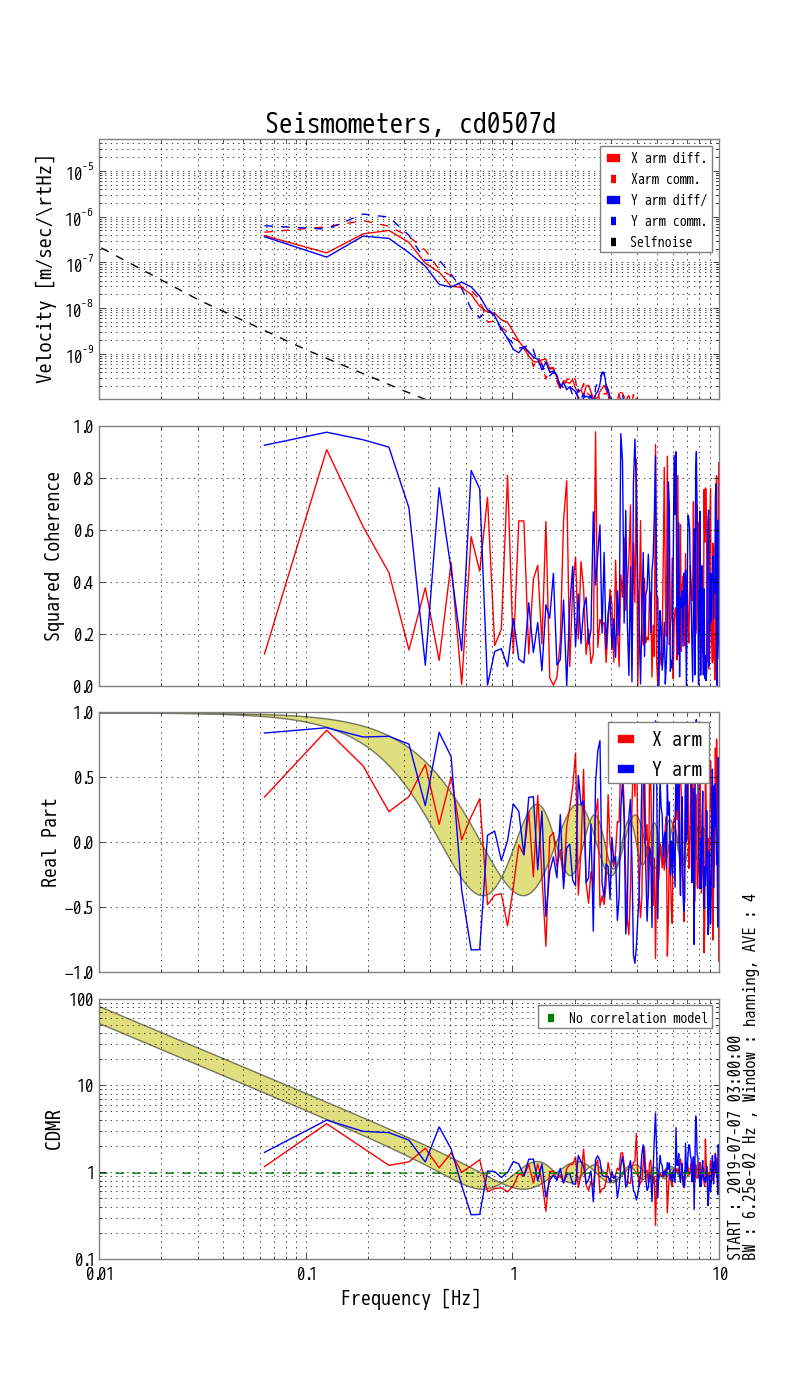 Seismometers, cd0507d
Velocity [m/sec/\rtHz]
10^-5
10^-6
10^-7
10^-8
10^-9
X arm diff.
Xarm comm.
Y arm diff/
Y arm comm.
Selfnoise
Squared Coherence
1.0
0.8
0.6
0.4
0.2
0.0
Real Part
1.0
0.5
0.0
−0.5
−1.0
X arm
Y arm
CDMR
100
10
1
0.1
No correlation model
0.01
0.1
1
10
Frequency [Hz]
START : 2019-07-07 03:00:00
BW : 6.25e-02 Hz , Window : hanning, AVE : 4